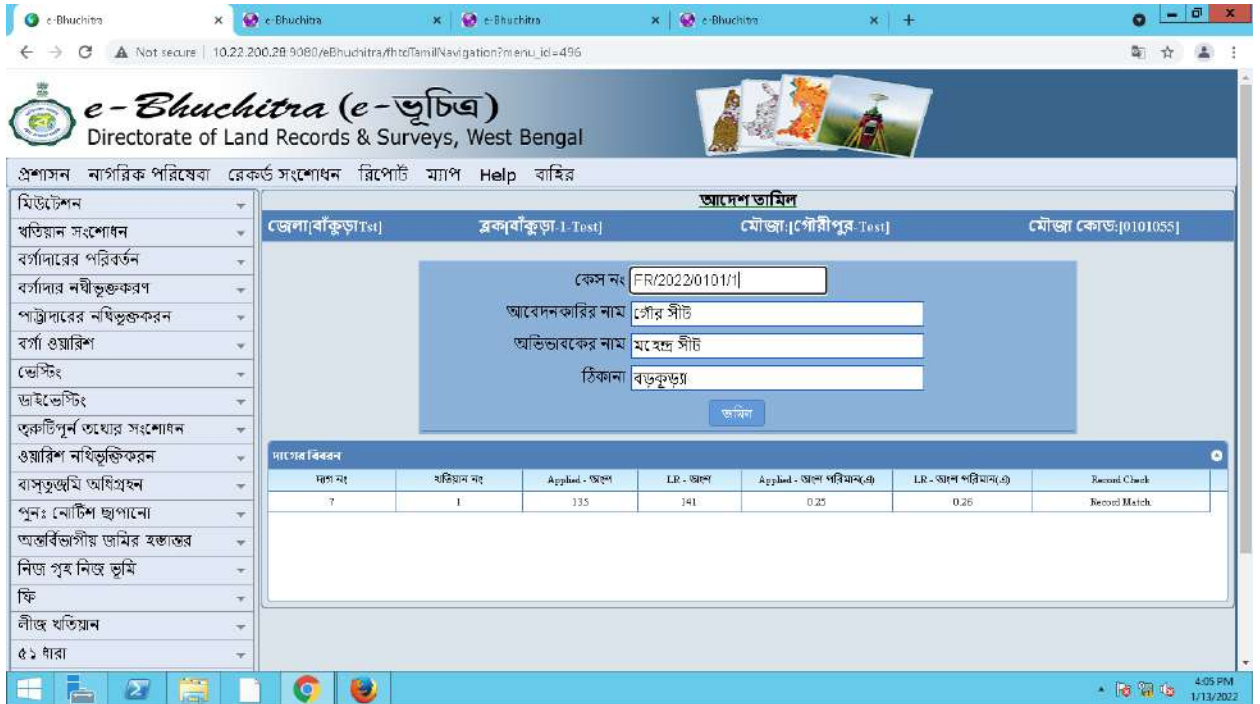 e-Bhuchitra e-Bhuchitra e-Bhuchitra e-Bhuchitra
Not secure | 10.22.200.28:9080/eBhuchitra/fhtdTamilNavigation?menu_id=496
e-Bhuchitra (e-ভূচিত্র)
Directorate of Land Records & Surveys, West Bengal
প্রশাসন নাগরিক পরিষেবা রেকর্ড সংশোধন রিপোর্ট ম্যাপ Help বাহির
মিউটেশন
খতিয়ান সংশোধন
বর্গাদারের পরিবর্তন
বর্গাদার নথীভূক্তকরণ
পাট্টাদারের নথিভূক্তকরন
বর্গা ওয়ারিশ
ভেস্টিং
ডাইভেস্টিং
ত্রুটিপূর্ন তথ্যের সংশোধন
ওয়ারিশ নথিভূক্তিকরন
বাস্তুজমি অধিগ্রহন
পুনঃ নোটিশ ছাপানো
অন্তর্বিভাগীয় জমির হস্তান্তর
নিজ গৃহ নিজ ভূমি
ফি
লীজ খতিয়ান
৫১ ধারা
আদেশ তামিল
জেলা[বাঁকুড়াTst] ব্লক[বাঁকুড়া-1-Test] মৌজা:[গৌরীপুর-Test] মৌজা কোড:[0101055]
কেস নং FR/2022/0101/1
আবেদনকারির নাম গৌর সীট
অভিভাবকের নাম মহেন্দ্র সীট
ঠিকানা বড়কুড়্যা
তামিল
দাগের বিবরন
দাগ নং খতিয়ান নং Applied - অংশ LR - অংশ Applied - অংশ পরিমান(এ) LR - অংশ পরিমান(এ) Record Check
7 1 135 141 0.25 0.26 Record Match
4:05 PM
1/13/2022